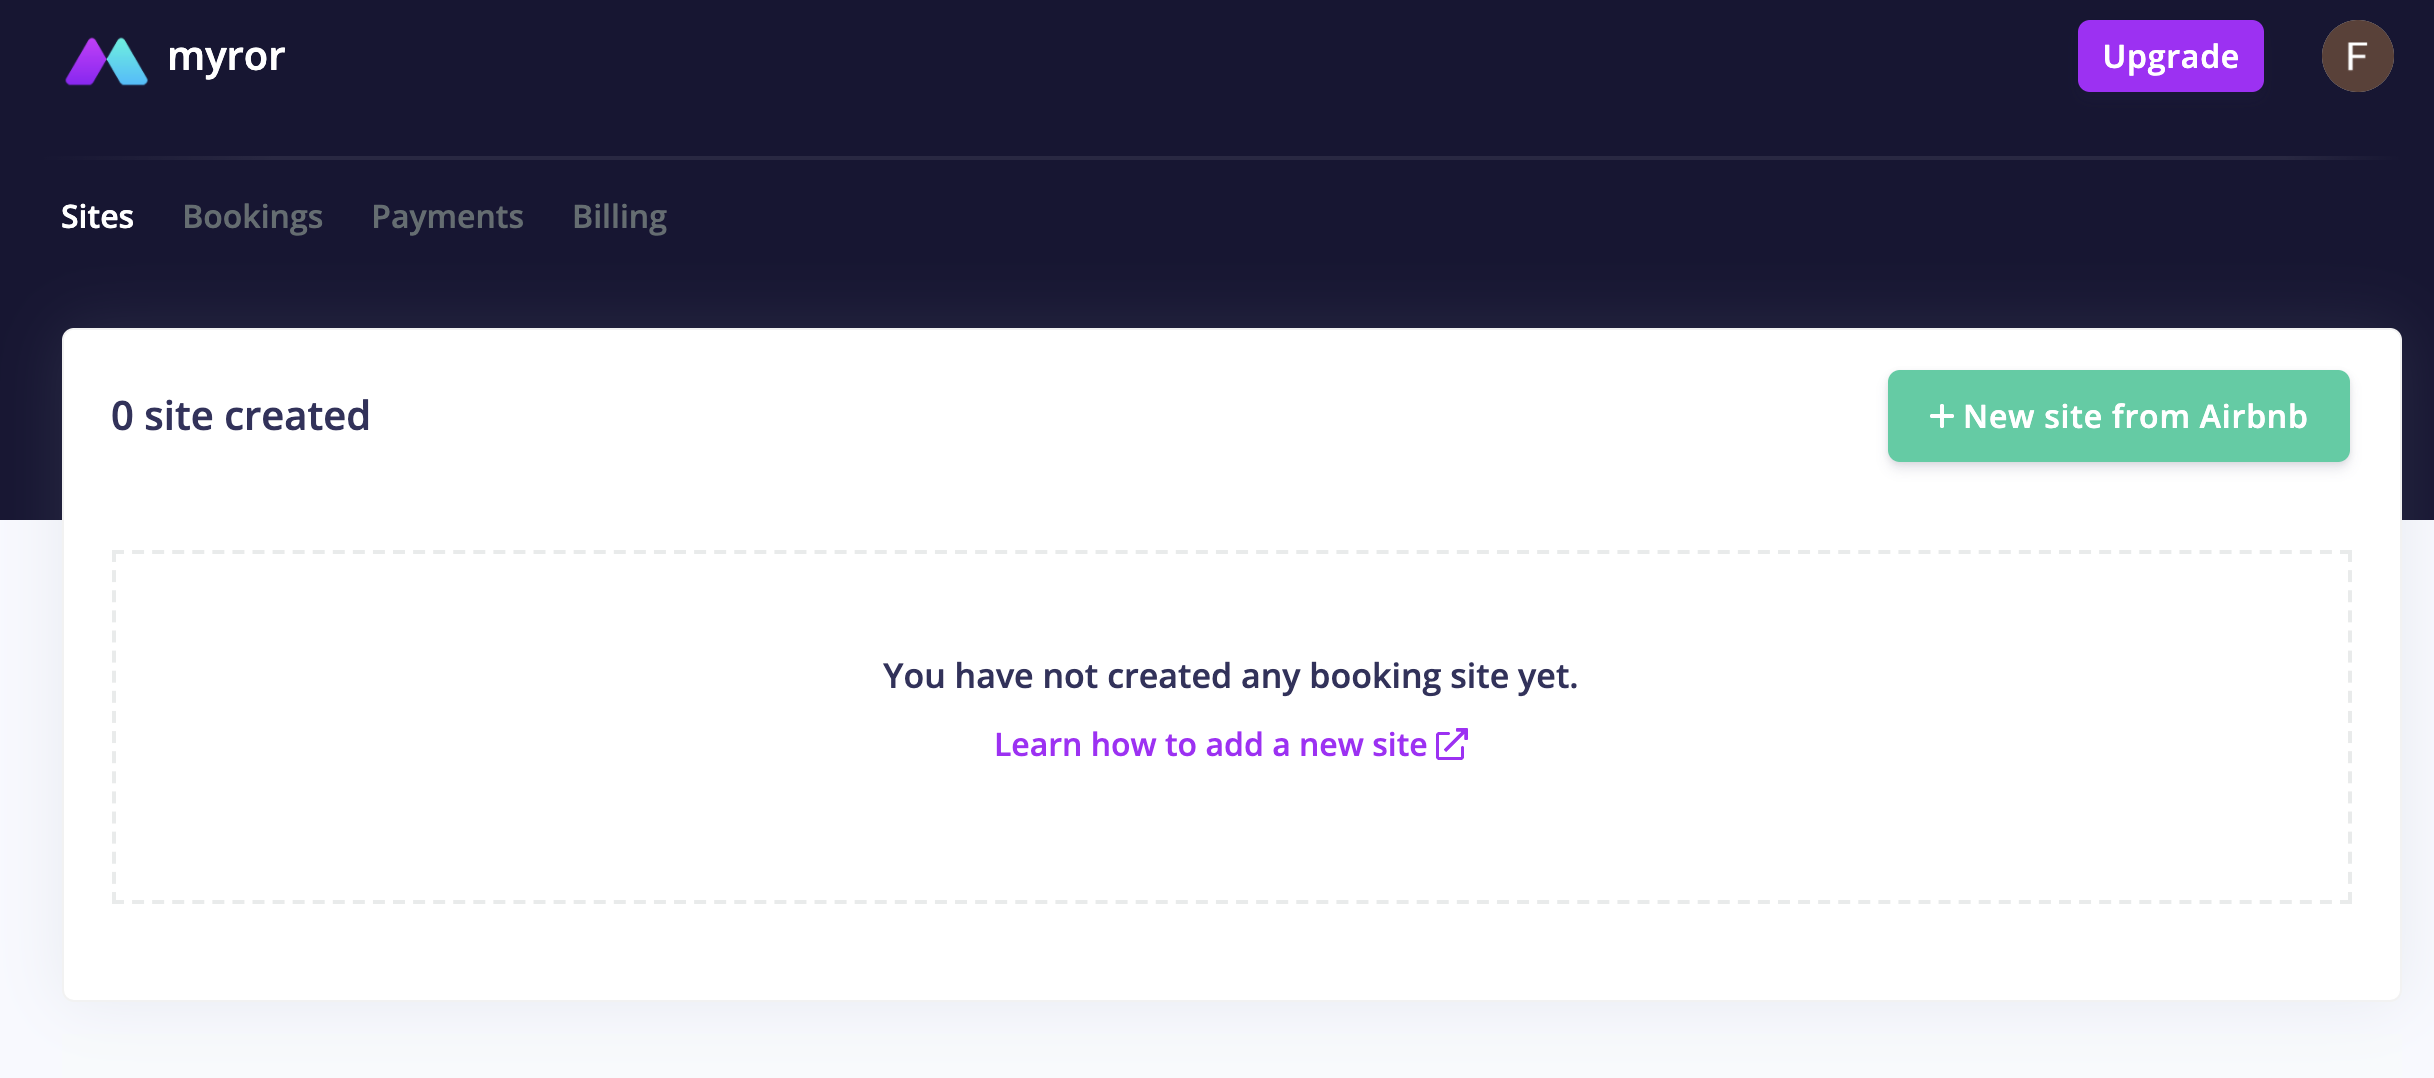 myror
Upgrade
F
Sites Bookings Payments Billing
0 site created
+ New site from Airbnb
You have not created any booking site yet.
Learn how to add a new site